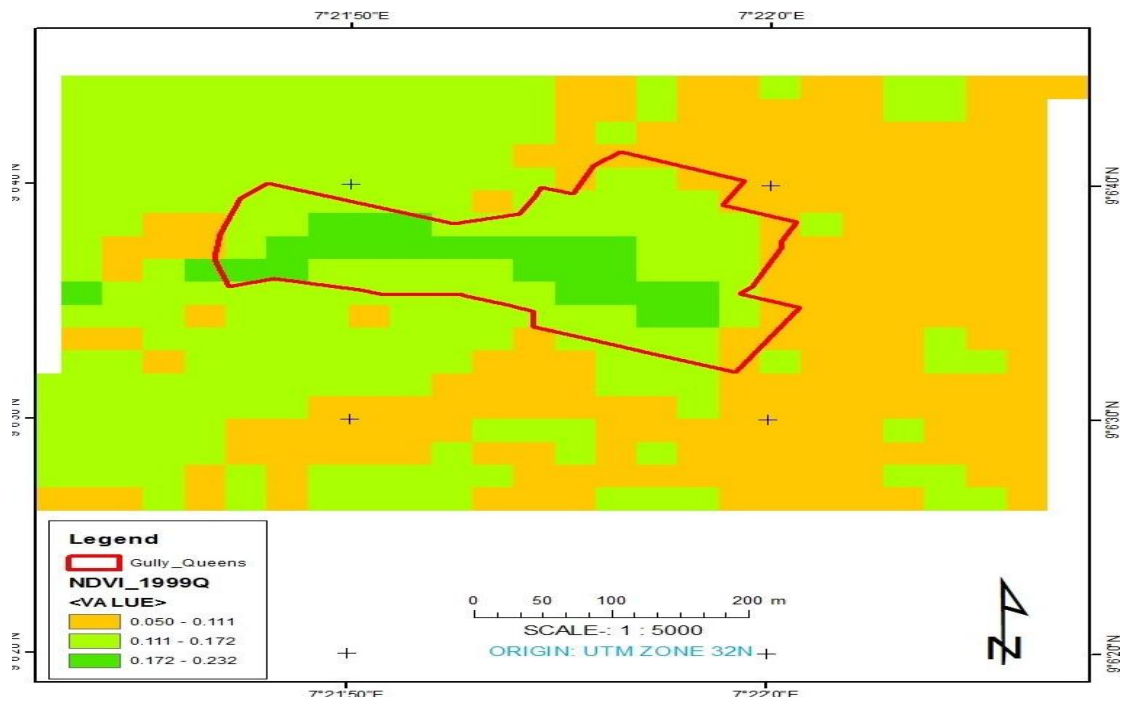 7°21'50"E 7°22'0"E
9°6'40"N
9°6'30"N
9°6'20"N
Legend
Gully_Queens
NDVI_1999Q
<VALUE>
0.050 - 0.111
0.111 - 0.172
0.172 - 0.232
0 50 100 200 m
SCALE-: 1 : 5000
ORIGIN: UTM ZONE 32N
N
7°21'50"E 7°22'0"E